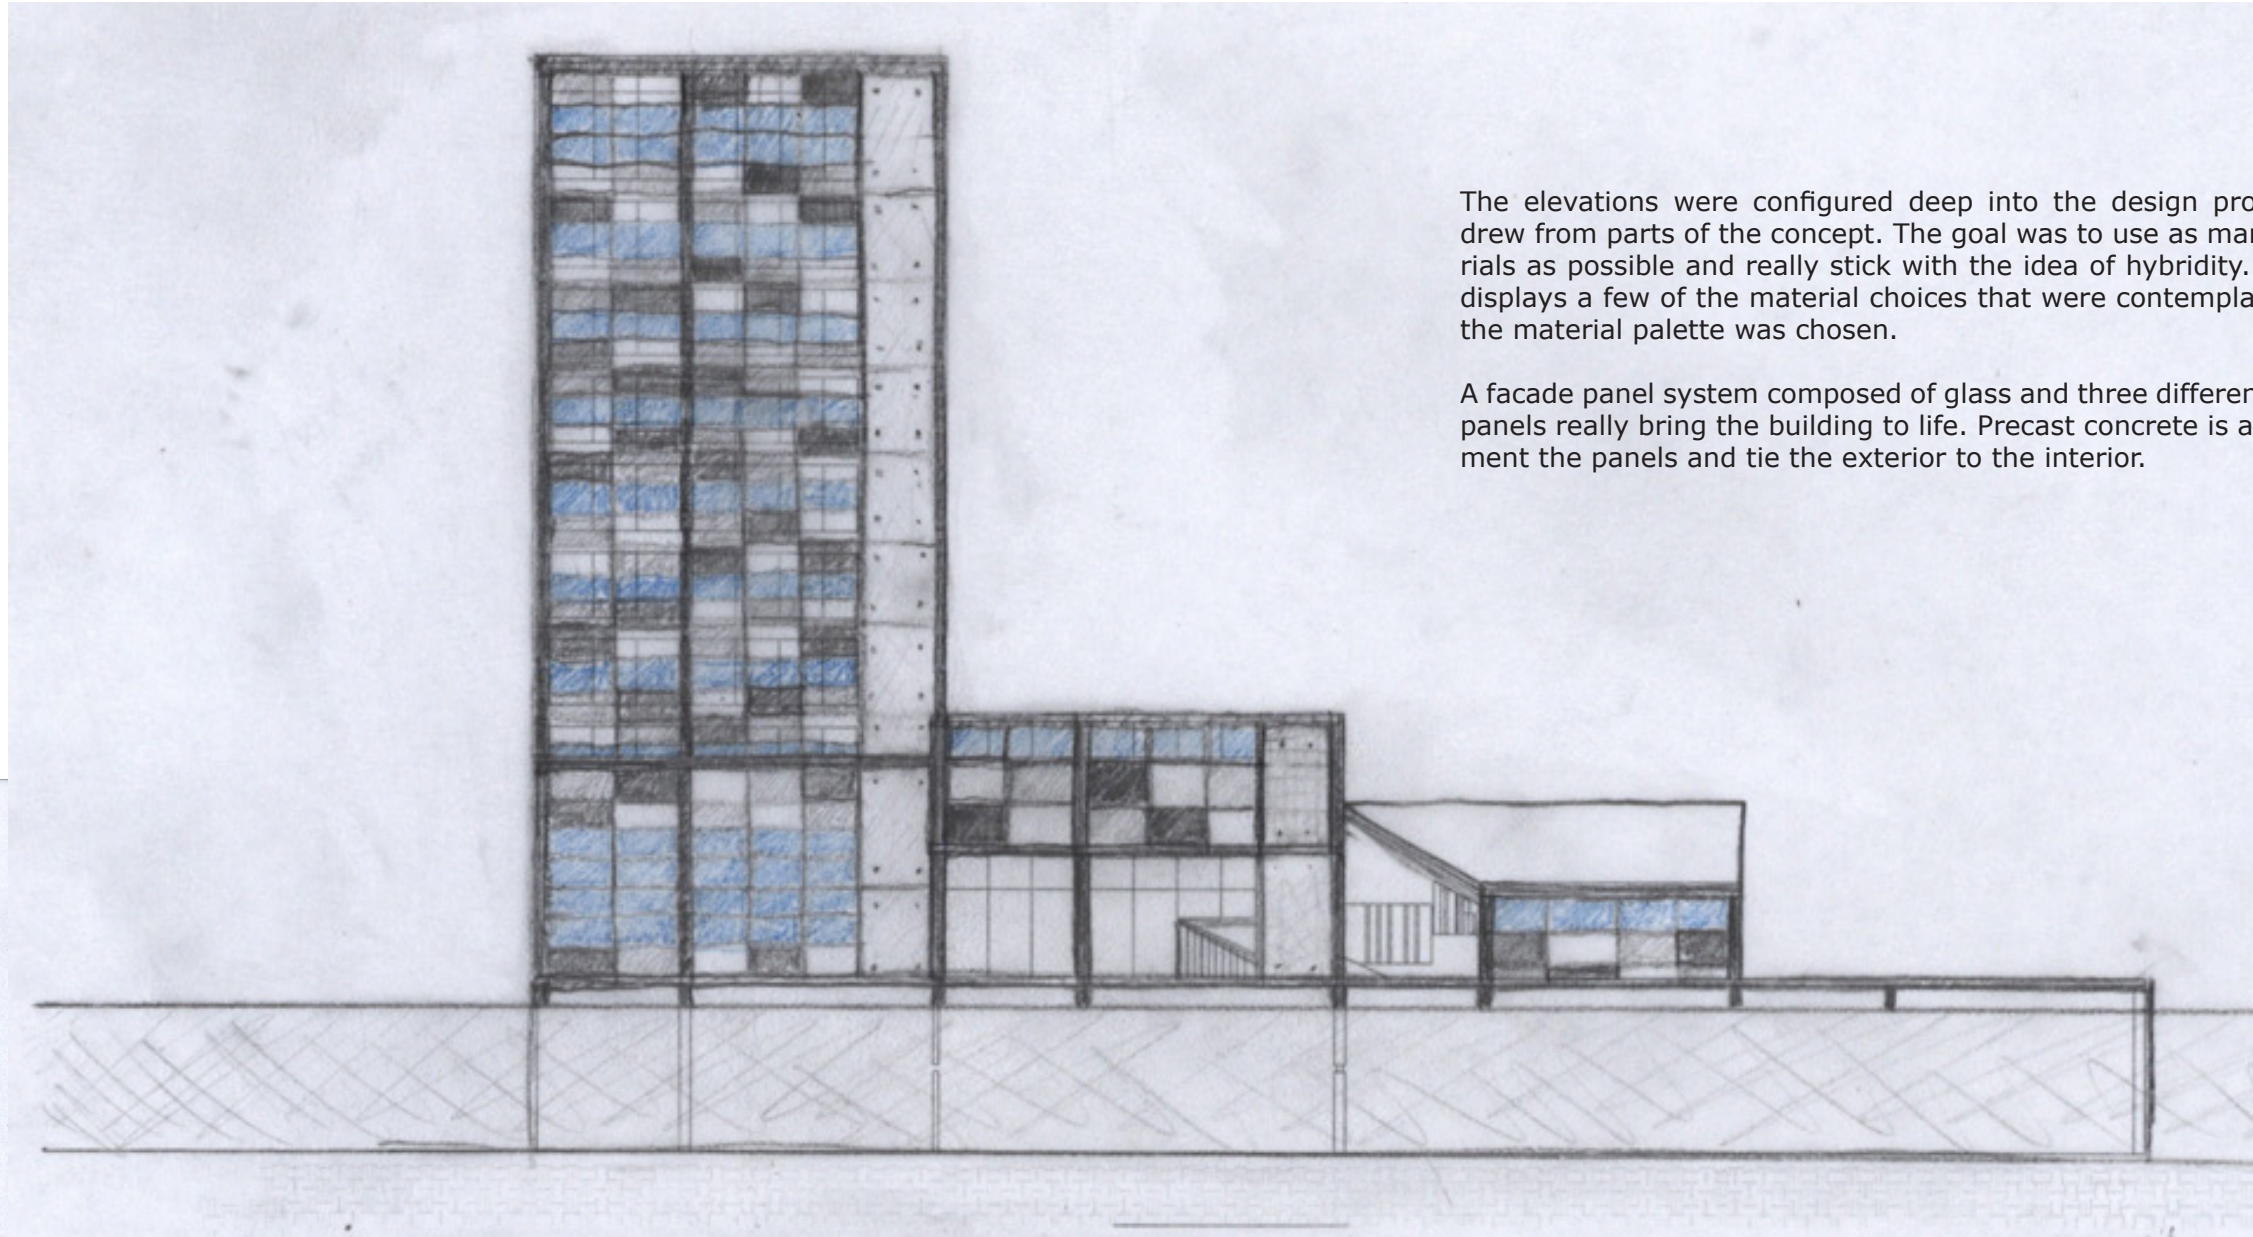 The elevations were configured deep into the design pro
drew from parts of the concept. The goal was to use as mar
rials as possible and really stick with the idea of hybridity.
displays a few of the material choices that were contempla
the material palette was chosen.
A facade panel system composed of glass and three differen
panels really bring the building to life. Precast concrete is a
ment the panels and tie the exterior to the interior.